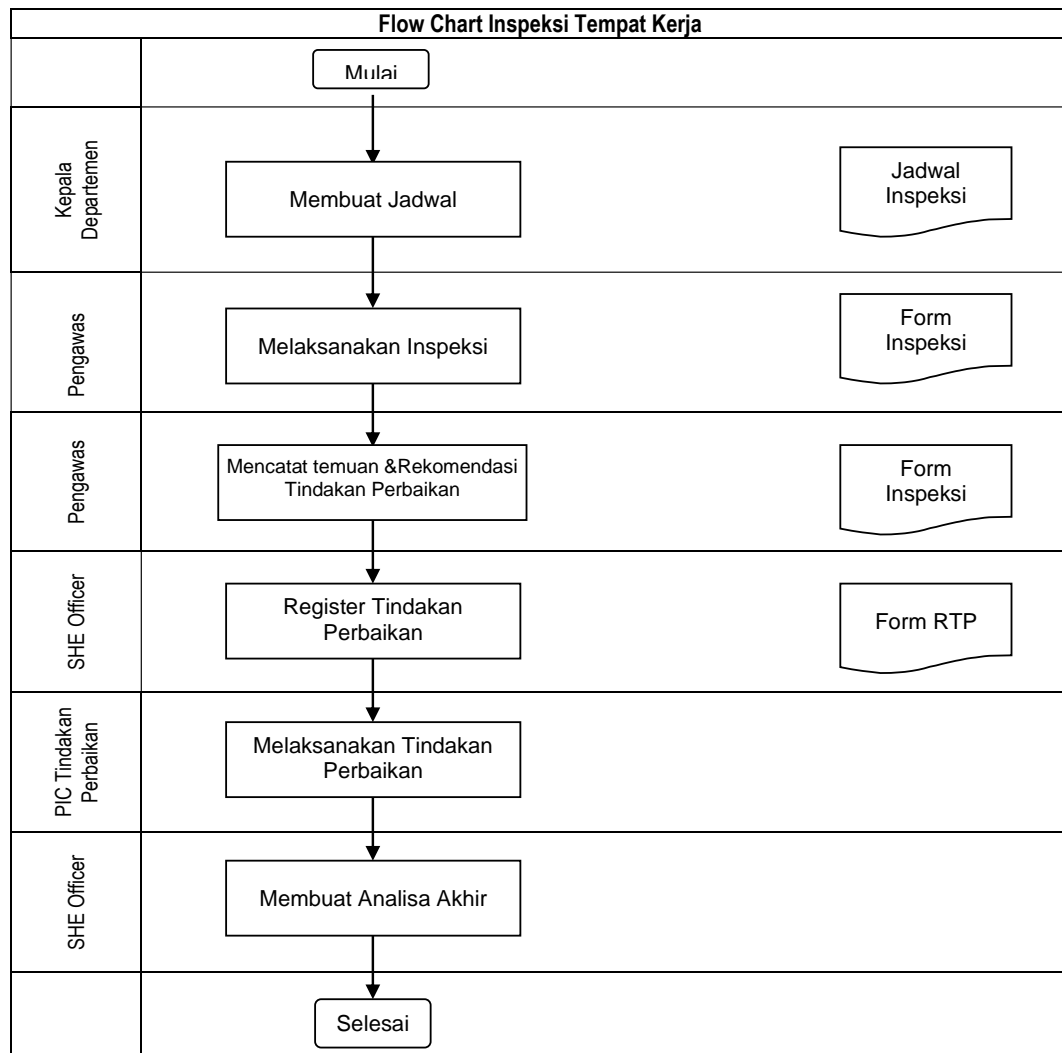 Flow Chart Inspeksi Tempat Kerja
Mulai
Kepala
Departemen
Membuat Jadwal
Jadwal
Inspeksi
Pengawas
Melaksanakan Inspeksi
Form
Inspeksi
Pengawas
Mencatat temuan &Rekomendasi
Tindakan Perbaikan
Form
Inspeksi
SHE Officer
Register Tindakan
Perbaikan
Form RTP
PIC Tindakan
Perbaikan
Melaksanakan Tindakan
Perbaikan
SHE Officer
Membuat Analisa Akhir
Selesai